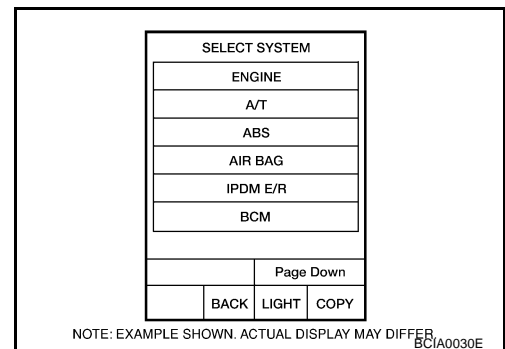 SELECT SYSTEM
ENGINE
A/T
ABS
AIR BAG
IPDM E/R
BCM
Page Down
BACK LIGHT COPY
NOTE: EXAMPLE SHOWN. ACTUAL DISPLAY MAY DIFFER.
BCIA0030E